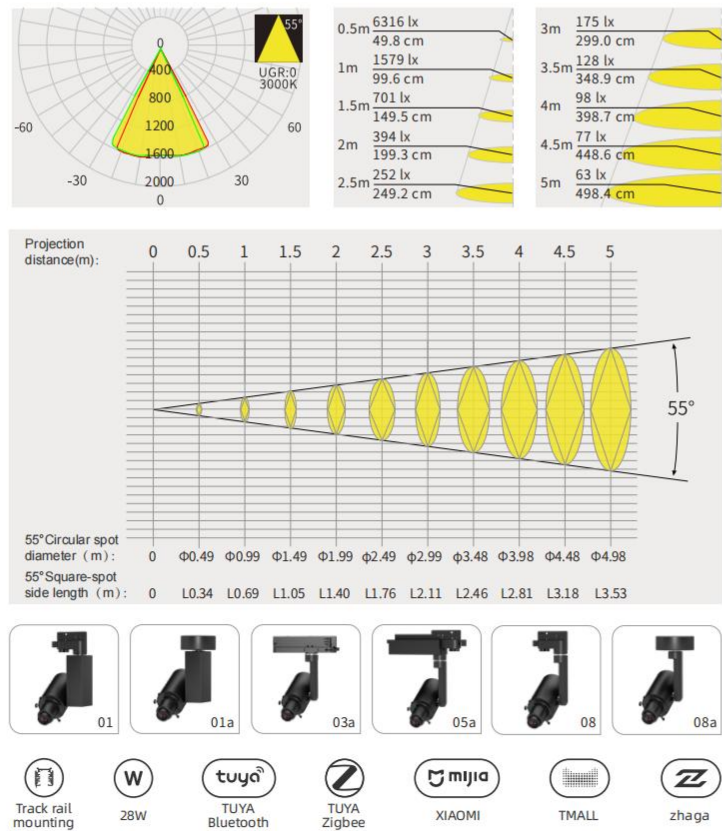 55°
UGR:0
3000K
0
400
800
1200
1600
2000
0
-60
60
-30
30
0.5m 6316 lx
49.8 cm
1m 1579 lx
99.6 cm
1.5m 701 lx
149.5 cm
2m 394 lx
199.3 cm
2.5m 252 lx
249.2 cm
3m 175 lx
299.0 cm
3.5m 128 lx
348.9 cm
4m 98 lx
398.7 cm
4.5m 77 lx
448.6 cm
5m 63 lx
498.4 cm
Projection
distance(m): 0 0.5 1 1.5 2 2.5 3 3.5 4 4.5 5
55°
55°Circular spot
diameter（m）: 0 Φ0.49 Φ0.99 Φ1.49 Φ1.99 Φ2.49 Φ2.99 Φ3.48 Φ3.98 Φ4.48 Φ4.98
55°Square-spot
side length（m）: 0 L0.34 L0.69 L1.05 L1.40 L1.76 L2.11 L2.46 L2.81 L3.18 L3.53
01
01a
03a
05a
08
08a
W
tuya
mijia
Track rail
mounting
28W
TUYA
Bluetooth
TUYA
Zigbee
XIAOMI
TMALL
zhaga